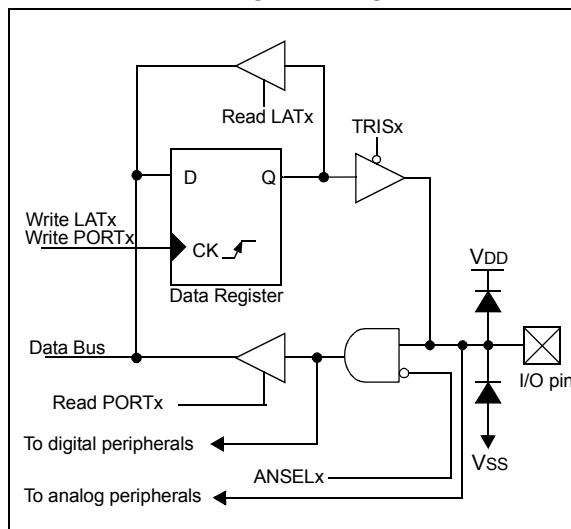 Read LATx
TRISx
D
Q
Write LATx
Write PORTx
CK
Data Register
VDD
Data Bus
I/O pin
Read PORTx
To digital peripherals
VSS
ANSELx
To analog peripherals